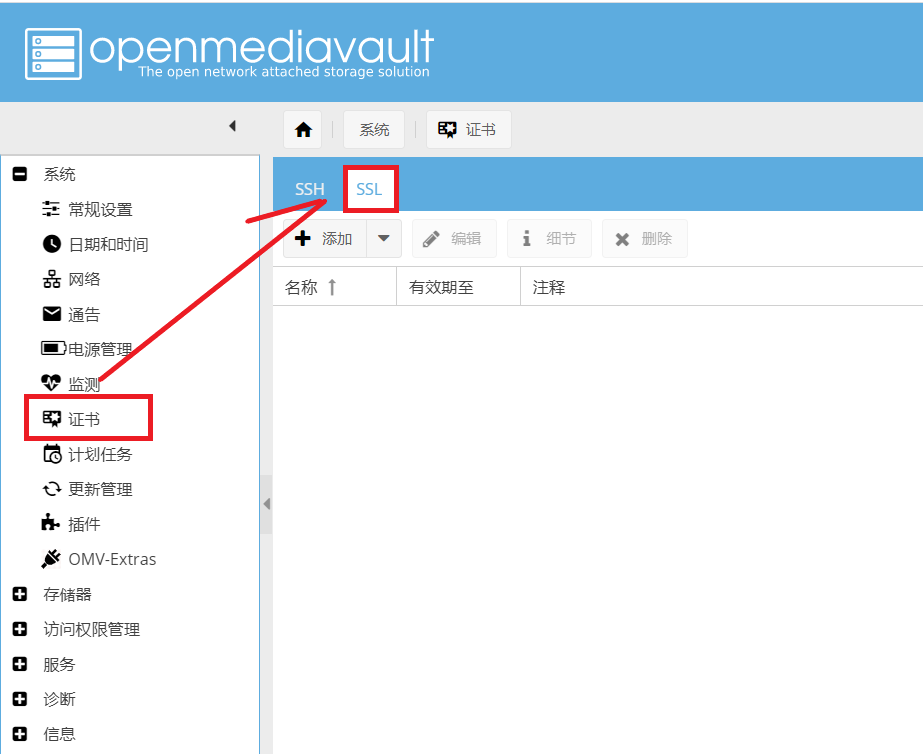 openmediavault
The open network attached storage solution
系统 证书
SSH SSL
添加 编辑 细节 删除
名称 有效期至 注释
系统
常规设置
日期和时间
网络
通告
电源管理
监测
证书
计划任务
更新管理
插件
OMV-Extras
存储器
访问权限管理
服务
诊断
信息